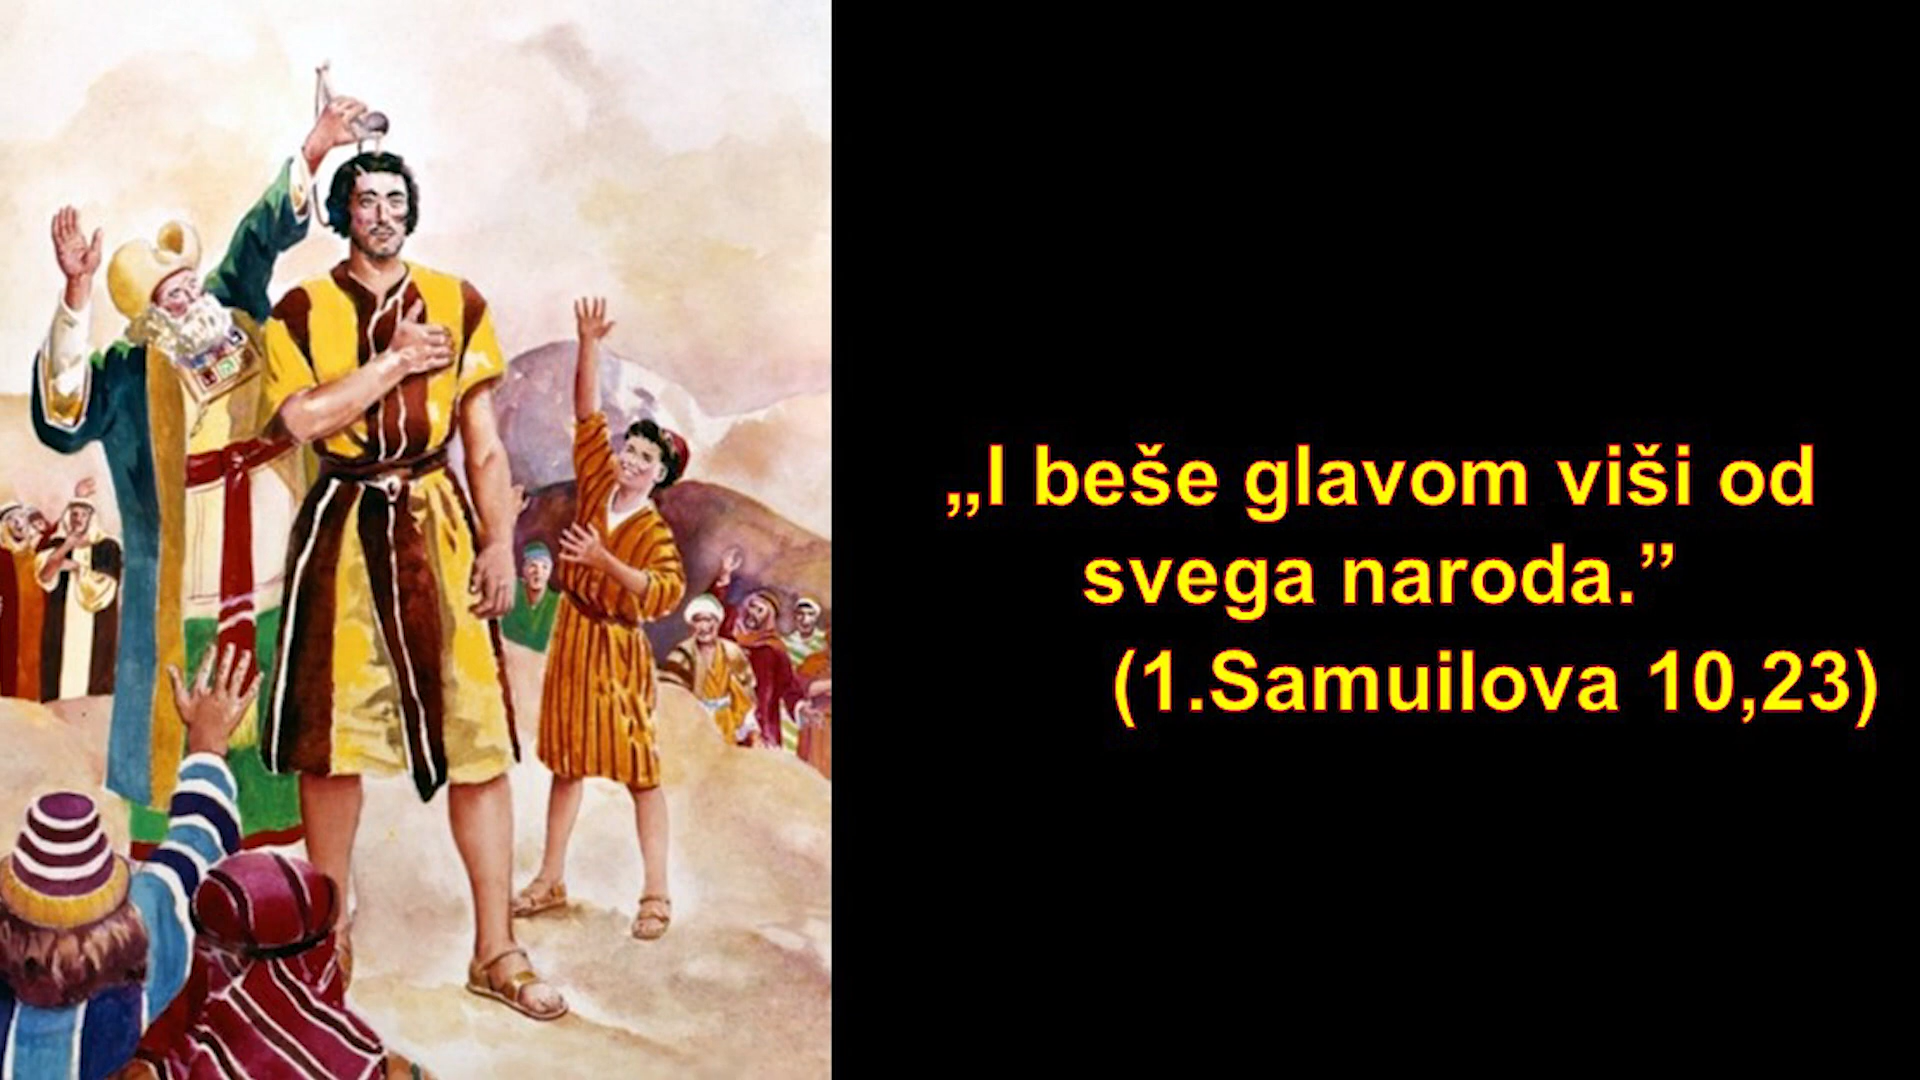 „I beše glavom viši od
svega naroda.”
(1.Samuilova 10,23)